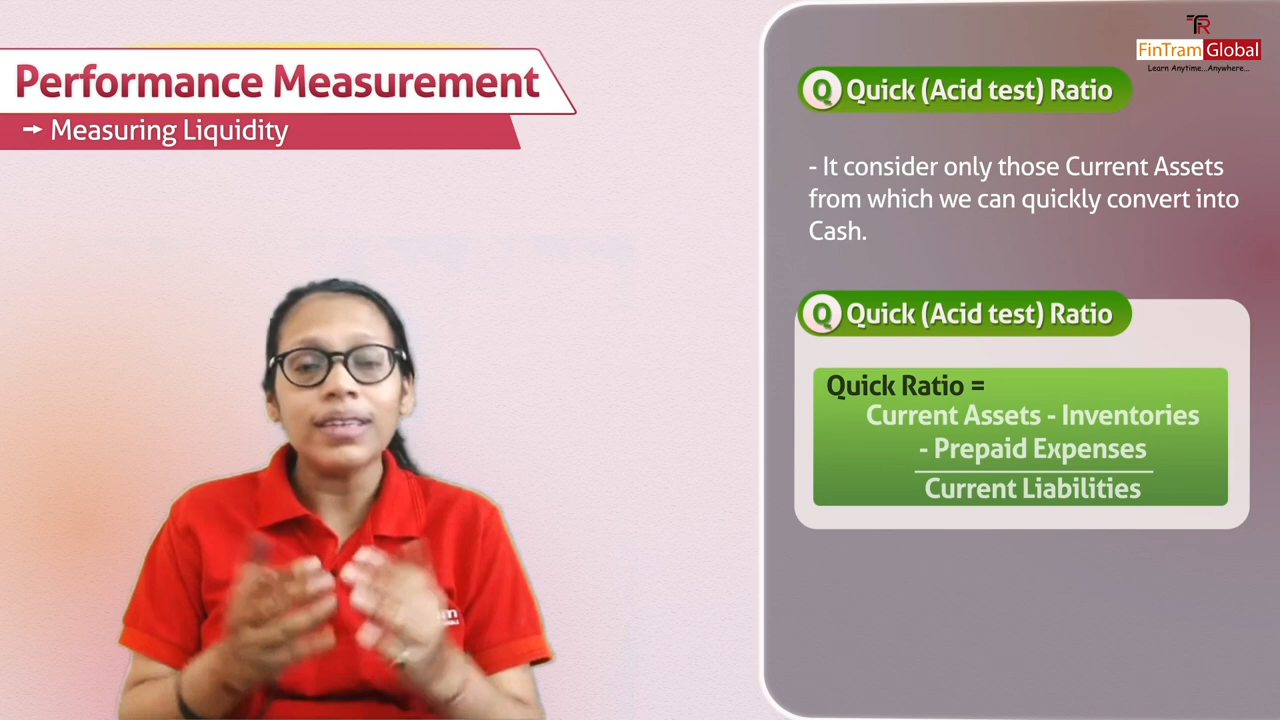 Performance Measurement
→ Measuring Liquidity
TR
FinTram Global
Learn Anytime...Anywhere...
Q Quick (Acid test) Ratio
- It consider only those Current Assets
from which we can quickly convert into
Cash.
Q Quick (Acid test) Ratio
Quick Ratio =
Current Assets - Inventories
- Prepaid Expenses
Current Liabilities